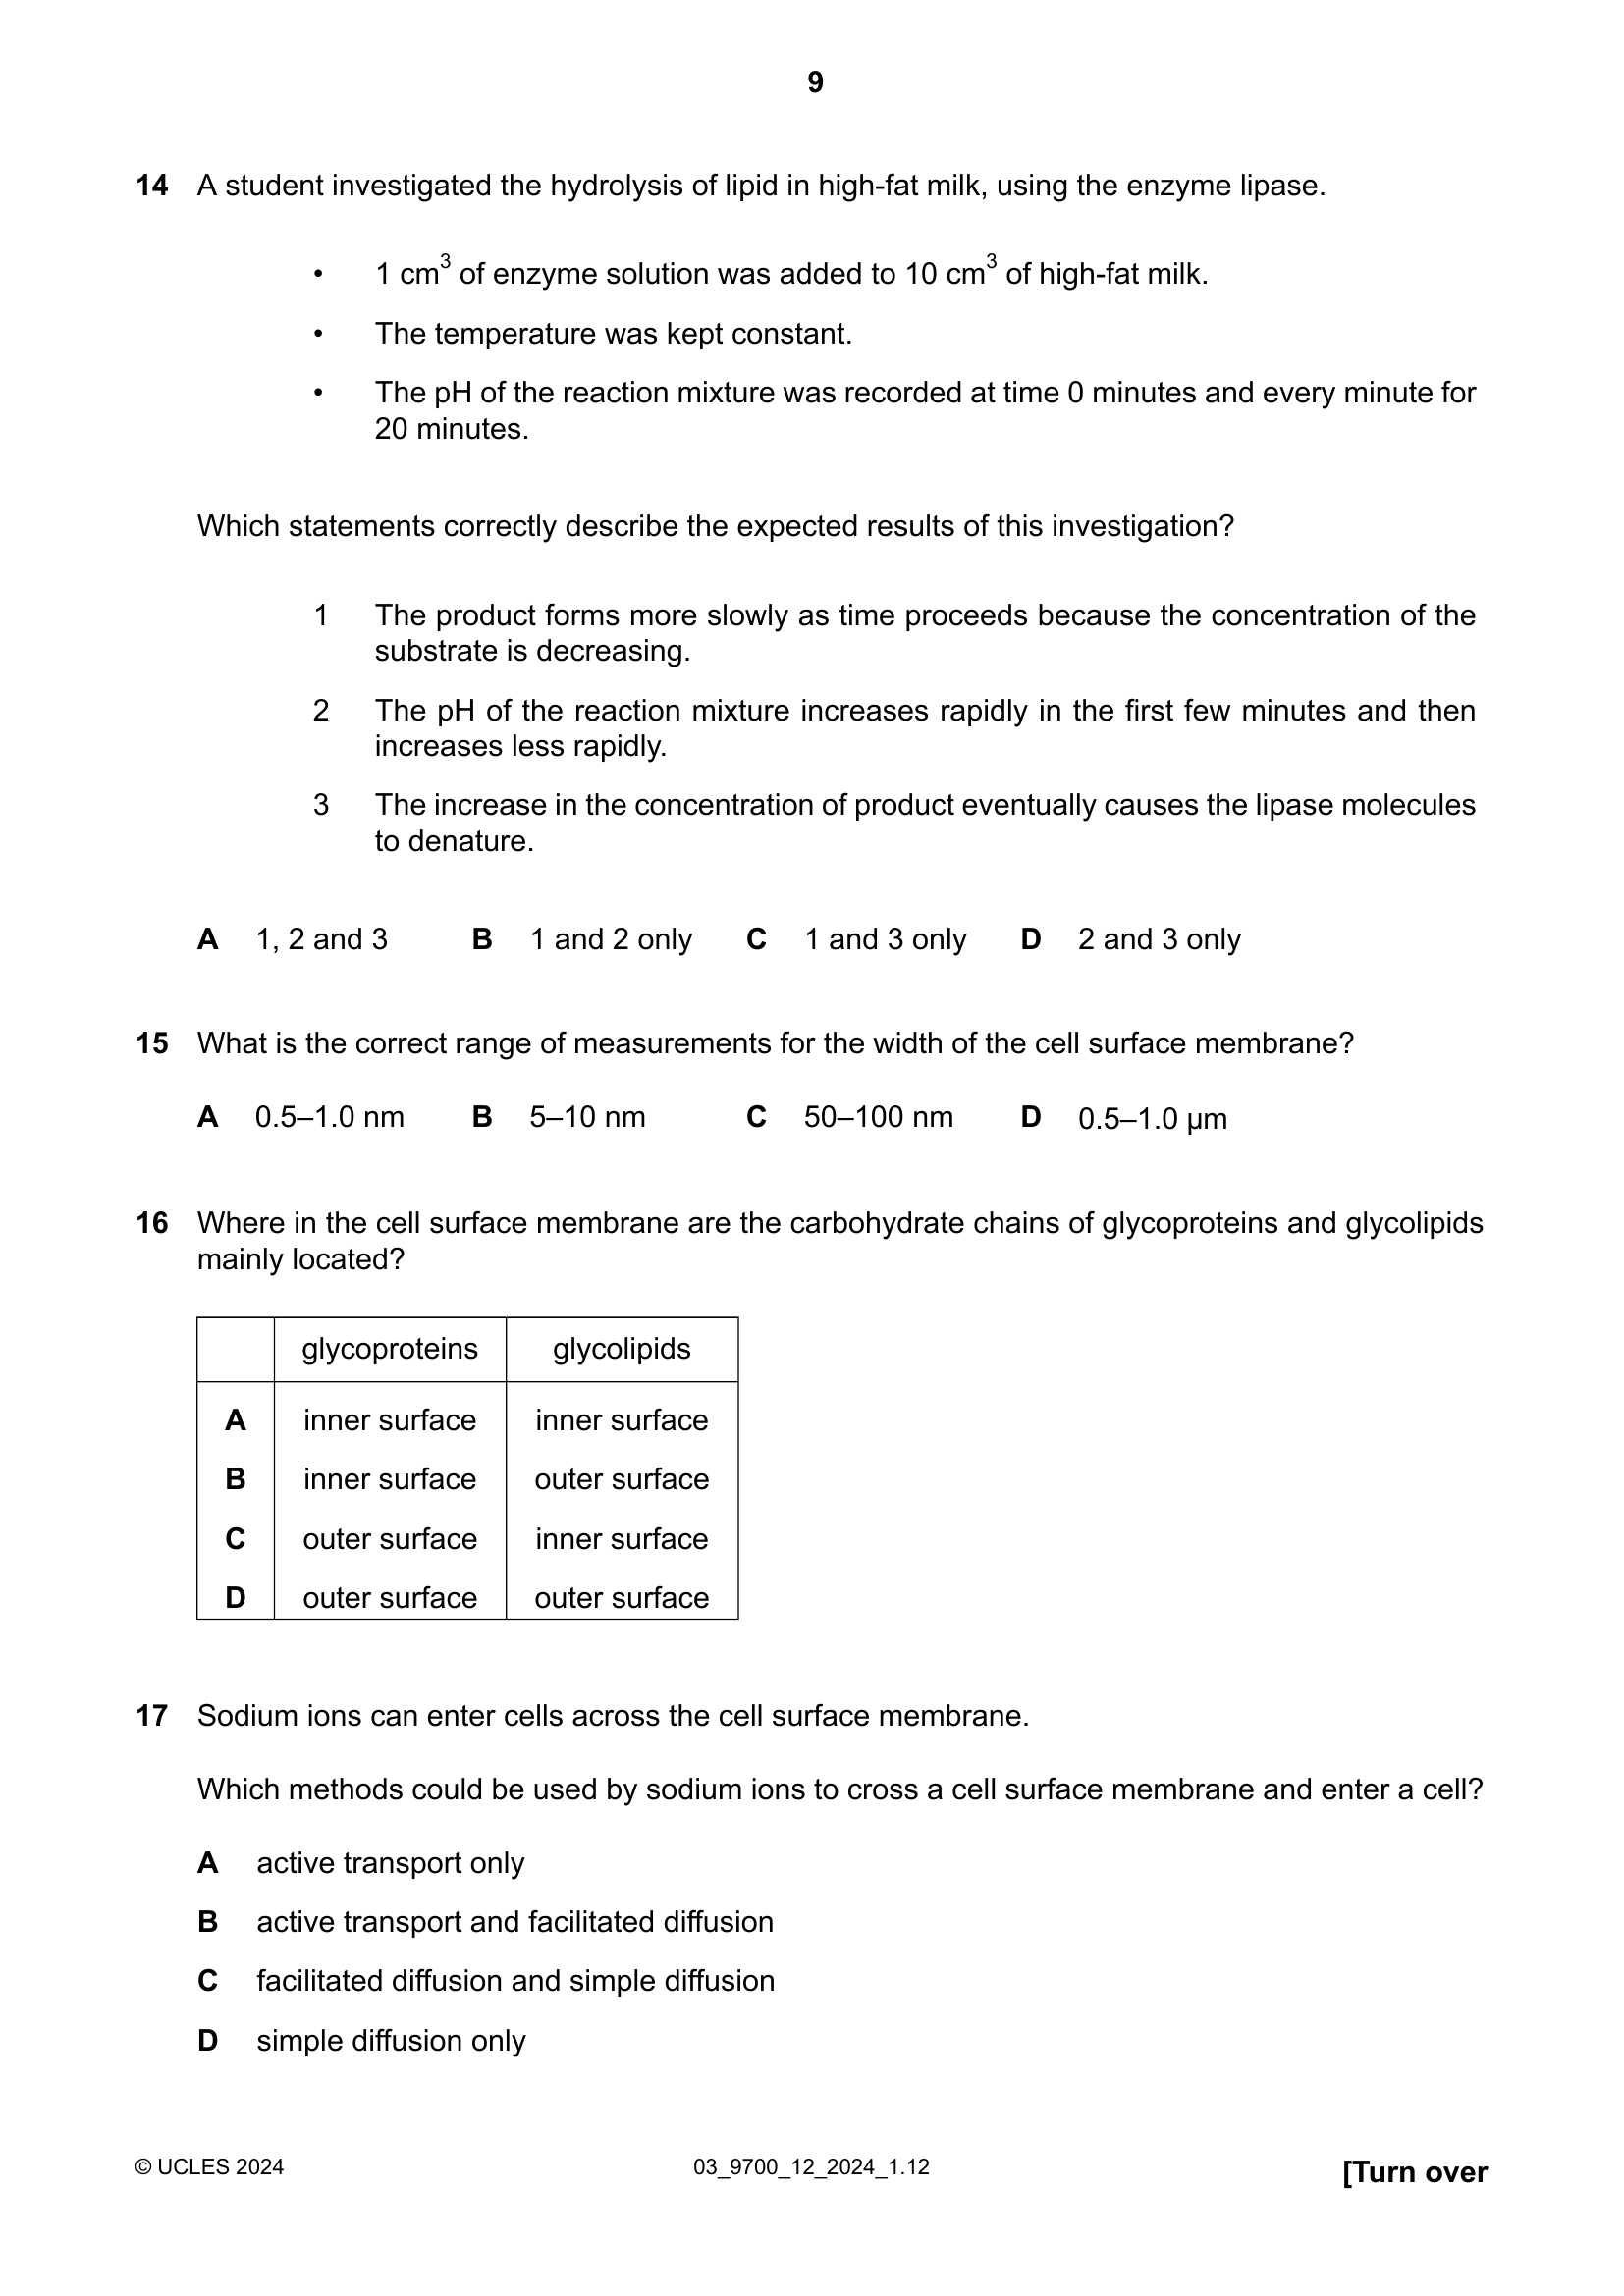 9
14 A student investigated the hydrolysis of lipid in high-fat milk, using the enzyme lipase.
• 1 cm³ of enzyme solution was added to 10 cm³ of high-fat milk.
• The temperature was kept constant.
• The pH of the reaction mixture was recorded at time 0 minutes and every minute for
20 minutes.
Which statements correctly describe the expected results of this investigation?
1 The product forms more slowly as time proceeds because the concentration of the
substrate is decreasing.
2 The pH of the reaction mixture increases rapidly in the first few minutes and then
increases less rapidly.
3 The increase in the concentration of product eventually causes the lipase molecules
to denature.
A 1, 2 and 3 B 1 and 2 only C 1 and 3 only D 2 and 3 only
15 What is the correct range of measurements for the width of the cell surface membrane?
A 0.5–1.0 nm B 5–10 nm C 50–100 nm D 0.5–1.0 µm
16 Where in the cell surface membrane are the carbohydrate chains of glycoproteins and glycolipids
mainly located?
glycoproteins glycolipids
A inner surface inner surface
B inner surface outer surface
C outer surface inner surface
D outer surface outer surface
17 Sodium ions can enter cells across the cell surface membrane.
Which methods could be used by sodium ions to cross a cell surface membrane and enter a cell?
A active transport only
B active transport and facilitated diffusion
C facilitated diffusion and simple diffusion
D simple diffusion only
© UCLES 2024 03_9700_12_2024_1.12 [Turn over